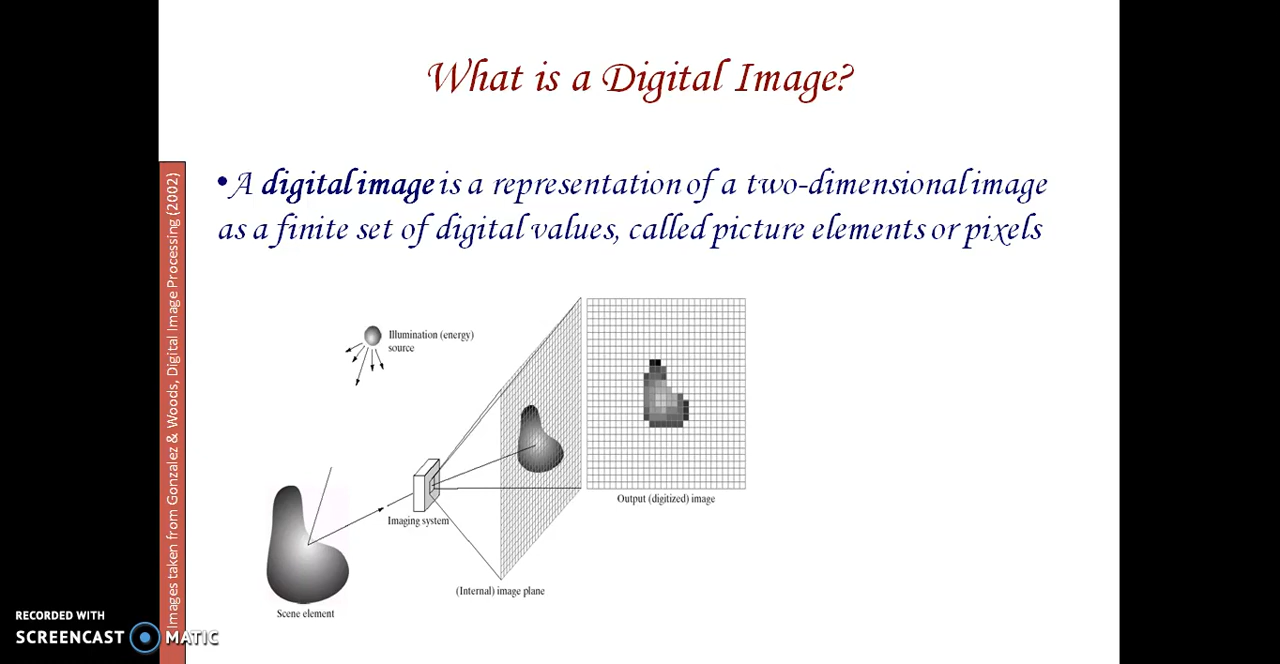 What is a Digital Image?
•A digital image is a representation of a two-dimensional image
as a finite set of digital values, called picture elements or pixels
Images taken from Gonzalez & Woods, Digital Image Processing (2002)
Illumination (energy)
source
Output (digitized) image
Imaging system
(Internal) image plane
Scene element
RECORDED WITH
SCREENCAST MATIC